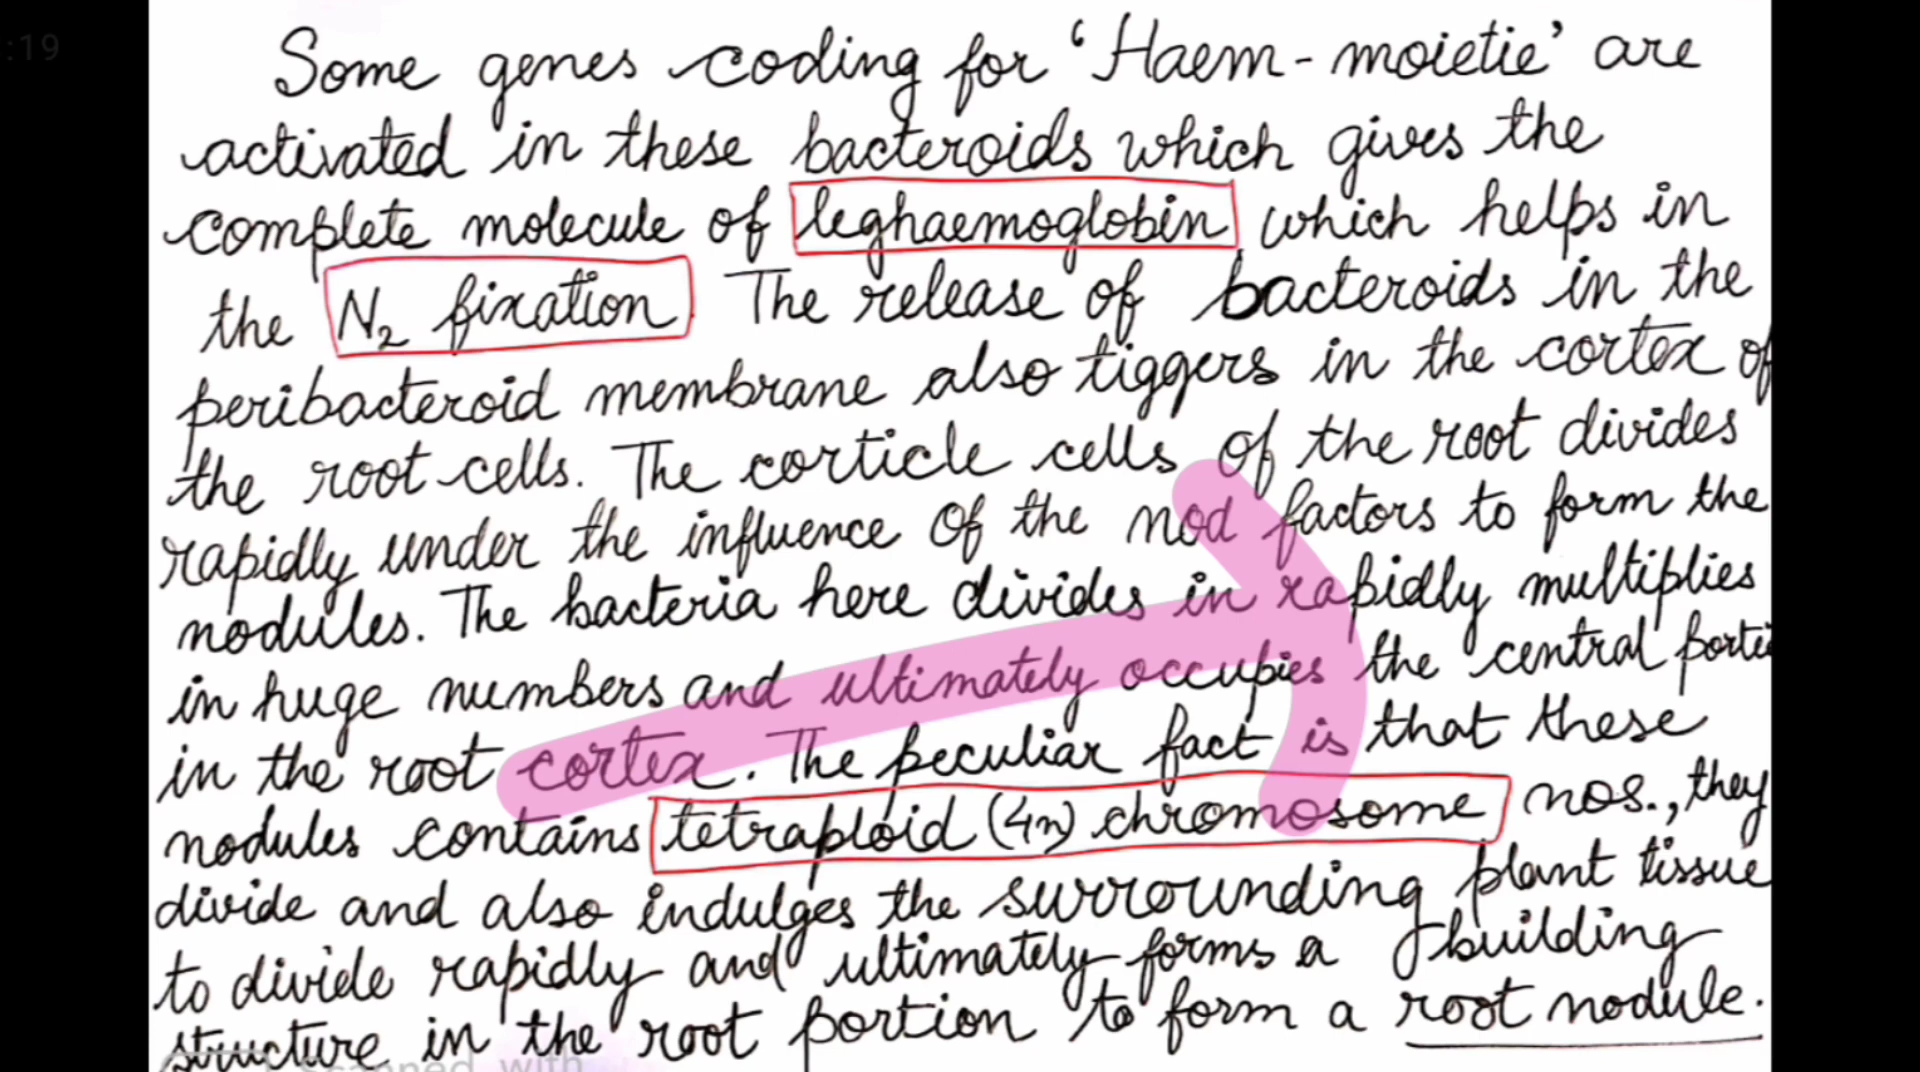 :19
Some genes coding for 'Haem-moietie' are
activated in these bacteroids which gives the
complete molecule of leghaemoglobin which helps in
the N₂ fixation. The release of bacteroids in the
peribacteroid membrane also tiggers in the cortex of
the root cells. The corticle cells of the root divides
rapidly under the influence of the nod factors to form the
nodules. The bacteria here divides in rapidly multiplies
in huge numbers and ultimately occupies the central
in the root cortex. The peculiar fact is that these
nodules contains tetraploid (4n) chromosome nos., they
divide and also indulges the surrounding plant tissue
to divide rapidly and ultimately forms a building
structure in the root portion to form a root nodule.
scanned with